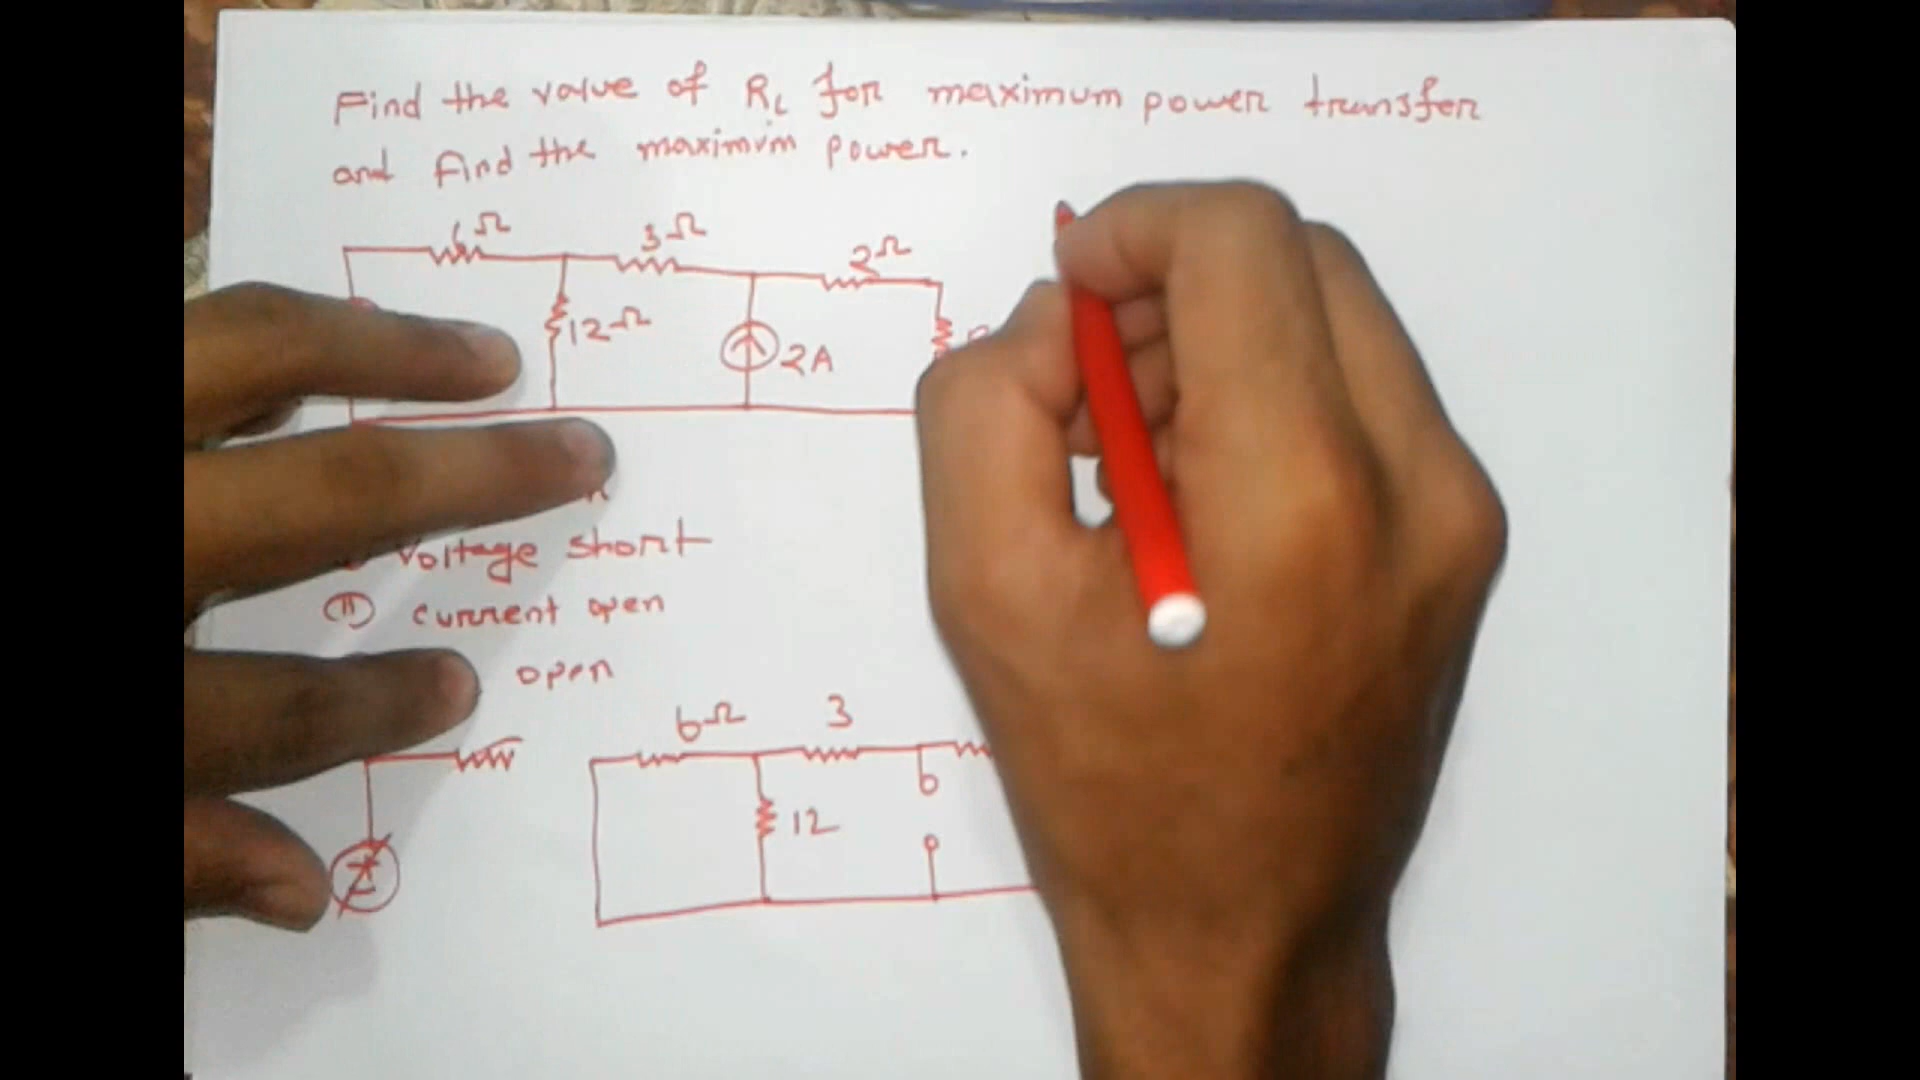 Find the value of RL for maximum power transfer
and find the maximum power.
6Ω 3Ω 2Ω
12Ω 2A
voltage short
(II) current open
open
6Ω 3
12